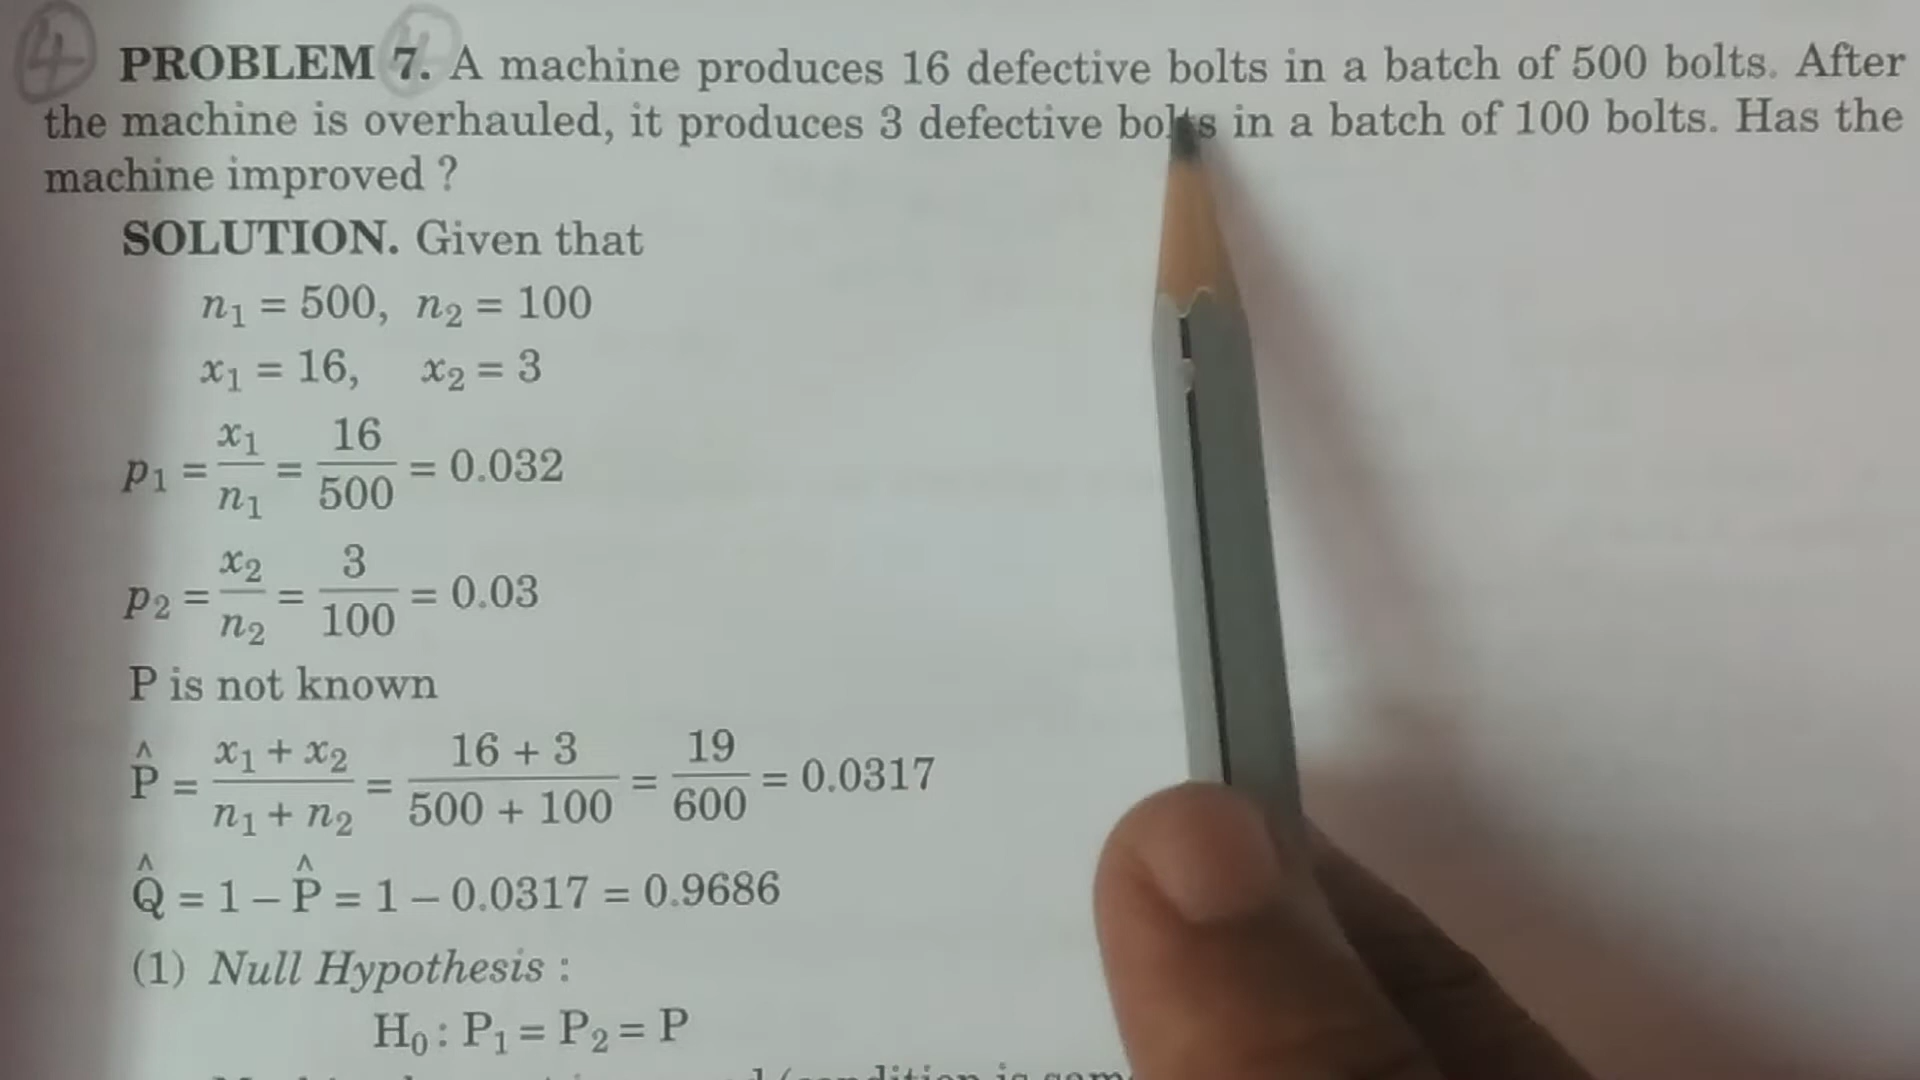 4 PROBLEM 7. A machine produces 16 defective bolts in a batch of 500 bolts. After
the machine is overhauled, it produces 3 defective bolts in a batch of 100 bolts. Has the
machine improved ?
SOLUTION. Given that
n₁ = 500, n₂ = 100
x₁ = 16, x₂ = 3
p₁ = x₁/n₁ = 16/500 = 0.032
p₂ = x₂/n₂ = 3/100 = 0.03
P is not known
P̂ = (x₁ + x₂)/(n₁ + n₂) = (16 + 3)/(500 + 100) = 19/600 = 0.0317
Q̂ = 1 – P̂ = 1 – 0.0317 = 0.9686
(1) Null Hypothesis :
H₀ : P₁ = P₂ = P